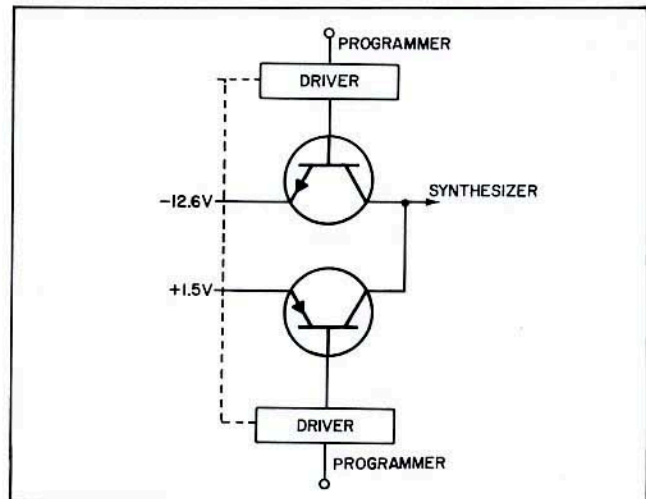 PROGRAMMER
DRIVER
-12.6V
SYNTHESIZER
+1.5V
DRIVER
PROGRAMMER